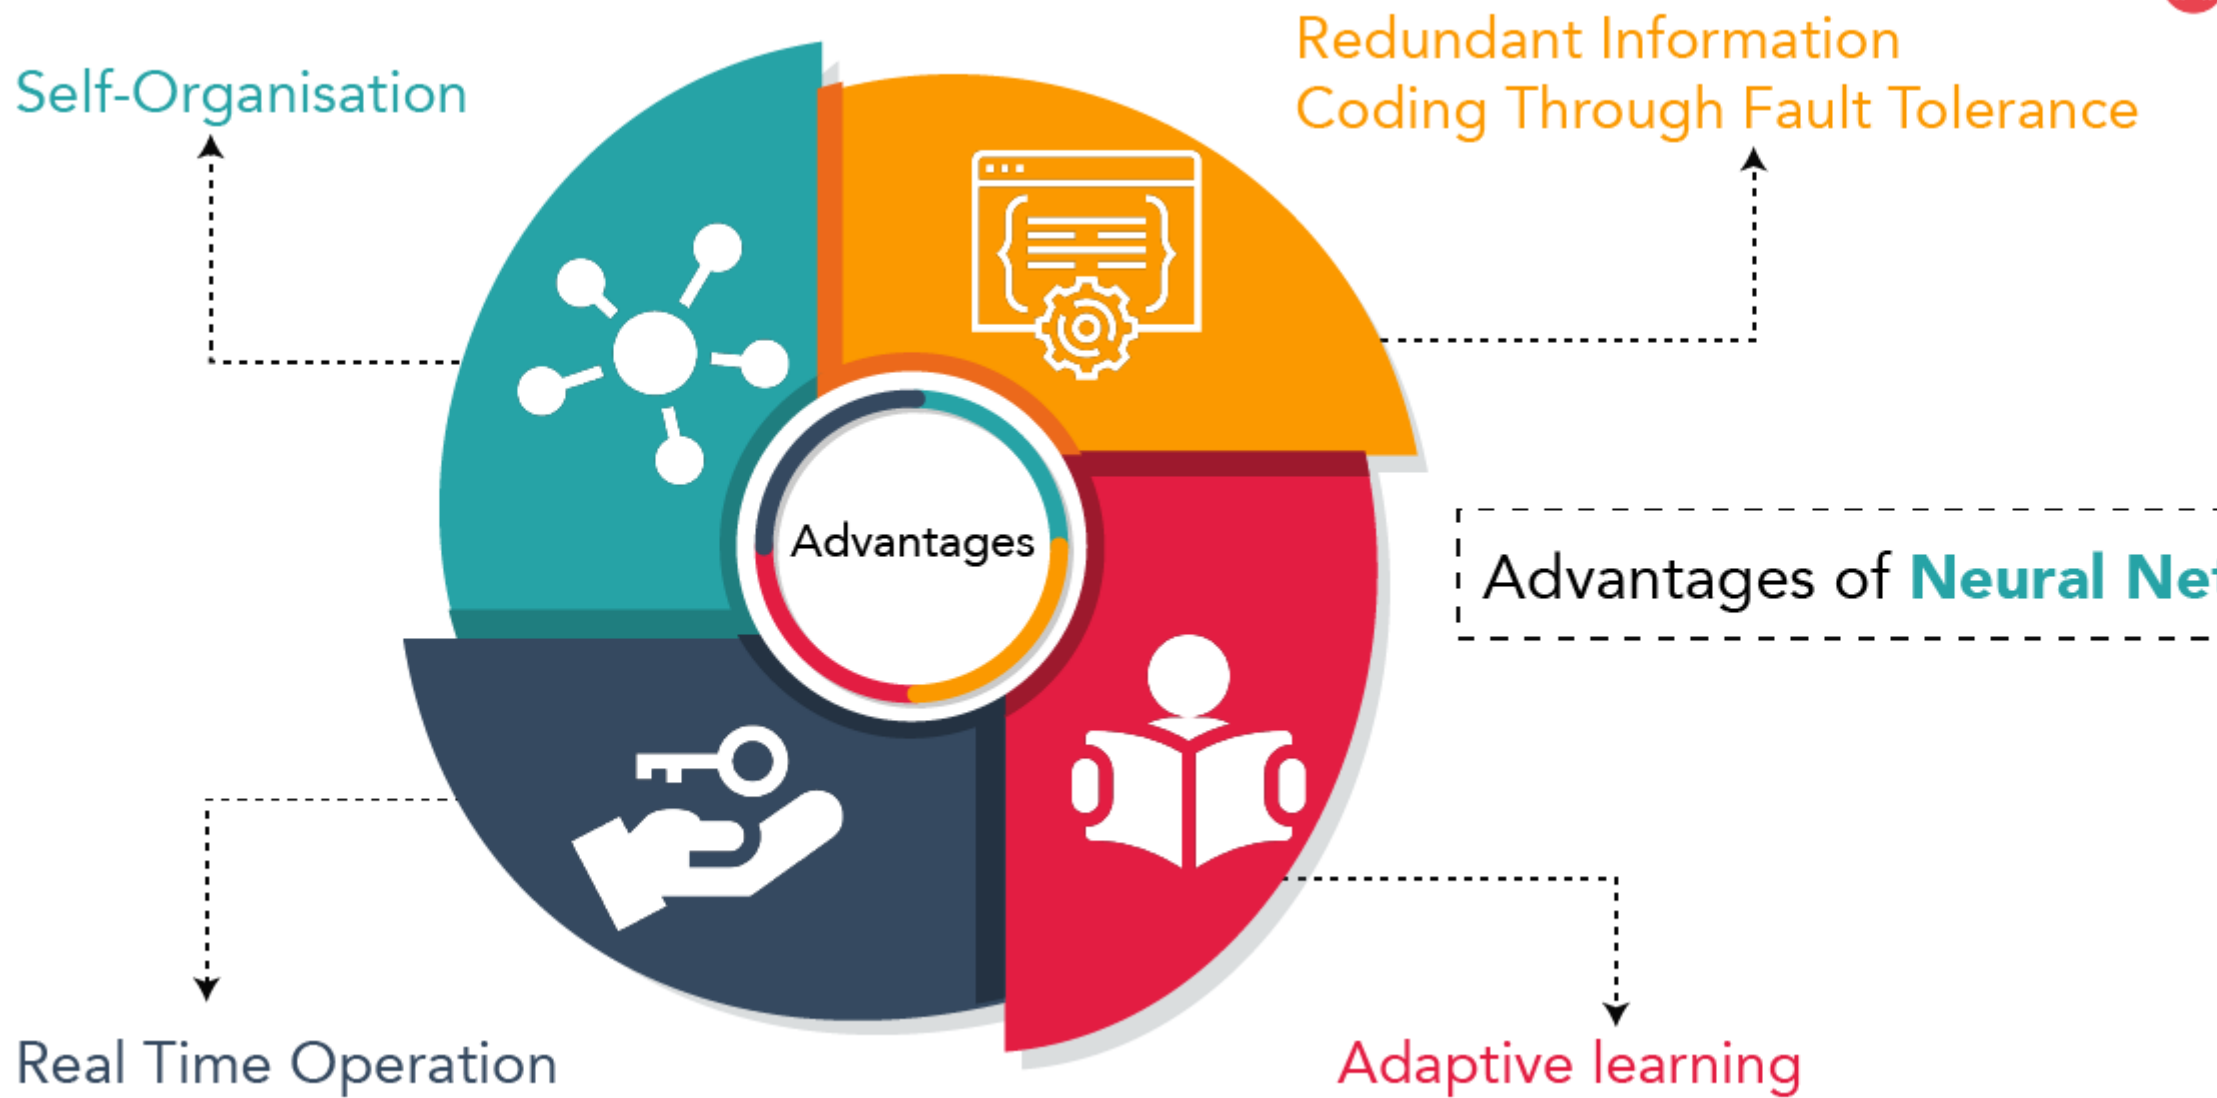 Self-Organisation
Redundant Information
Coding Through Fault Tolerance
Advantages
Advantages of Neural
Real Time Operation
Adaptive learning